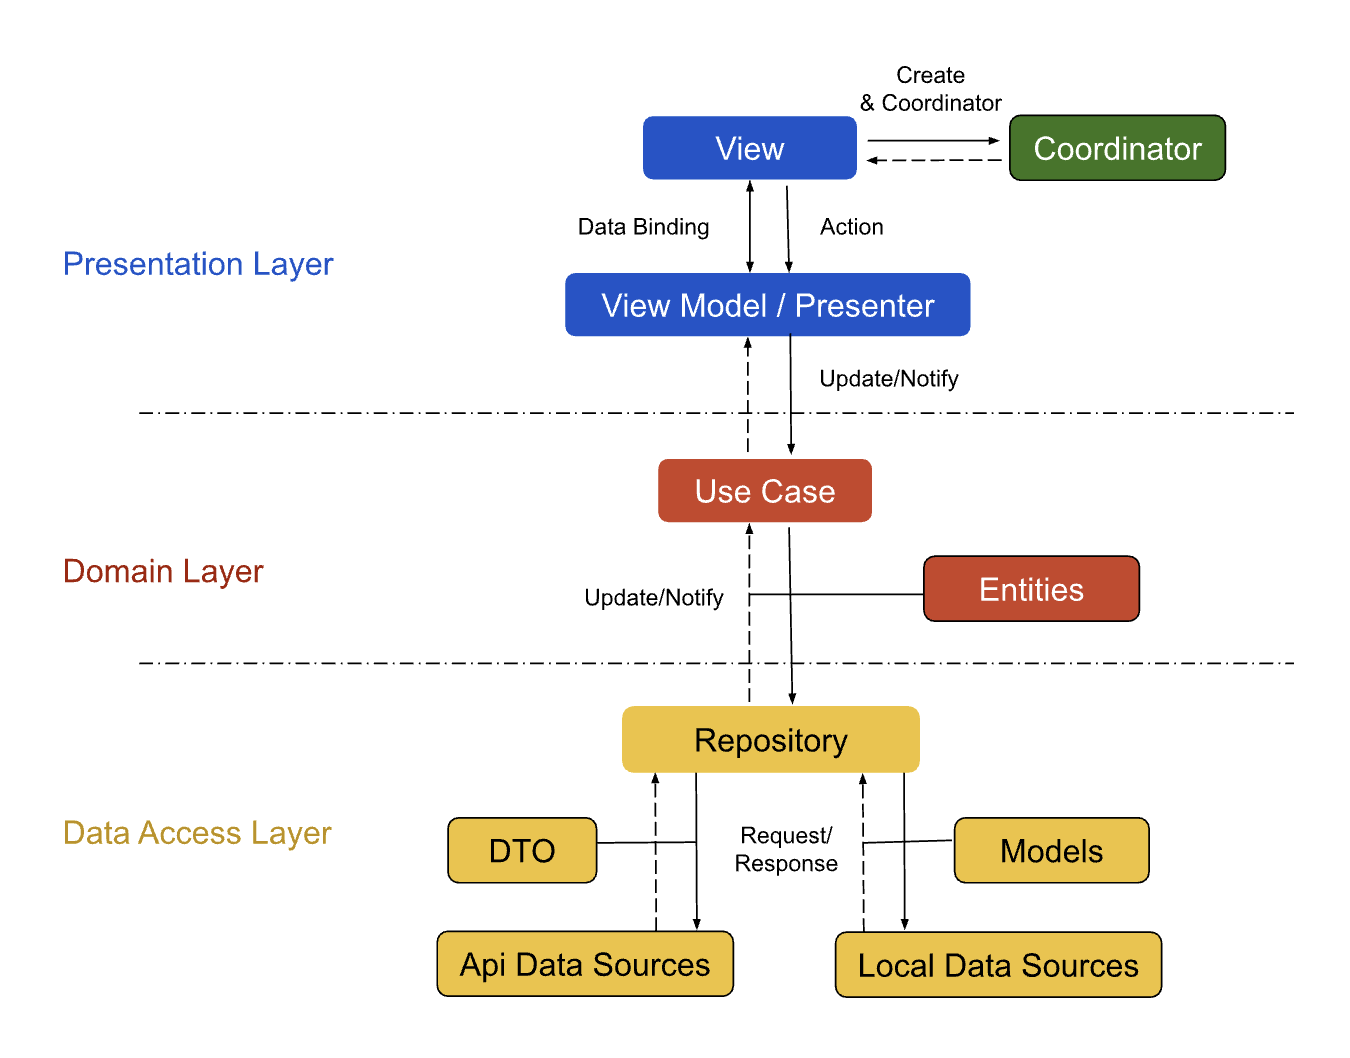 Create
& Coordinator
View
Coordinator
Data Binding
Action
Presentation Layer
View Model / Presenter
Update/Notify
Use Case
Domain Layer
Entities
Update/Notify
Repository
Data Access Layer
DTO
Request/
Response
Models
Api Data Sources
Local Data Sources